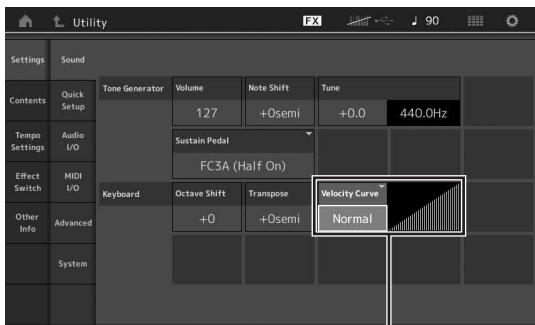 Utility
FX
♩ 90
Settings
Sound
Contents
Quick
Setup
Tempo
Settings
Audio
I/O
Effect
Switch
MIDI
I/O
Other
Info
Advanced
System
Tone Generator
Volume
Note Shift
Tune
127
+0semi
+0.0
440.0Hz
Sustain Pedal
FC3A (Half On)
Keyboard
Octave Shift
Transpose
Velocity Curve
+0
+0semi
Normal